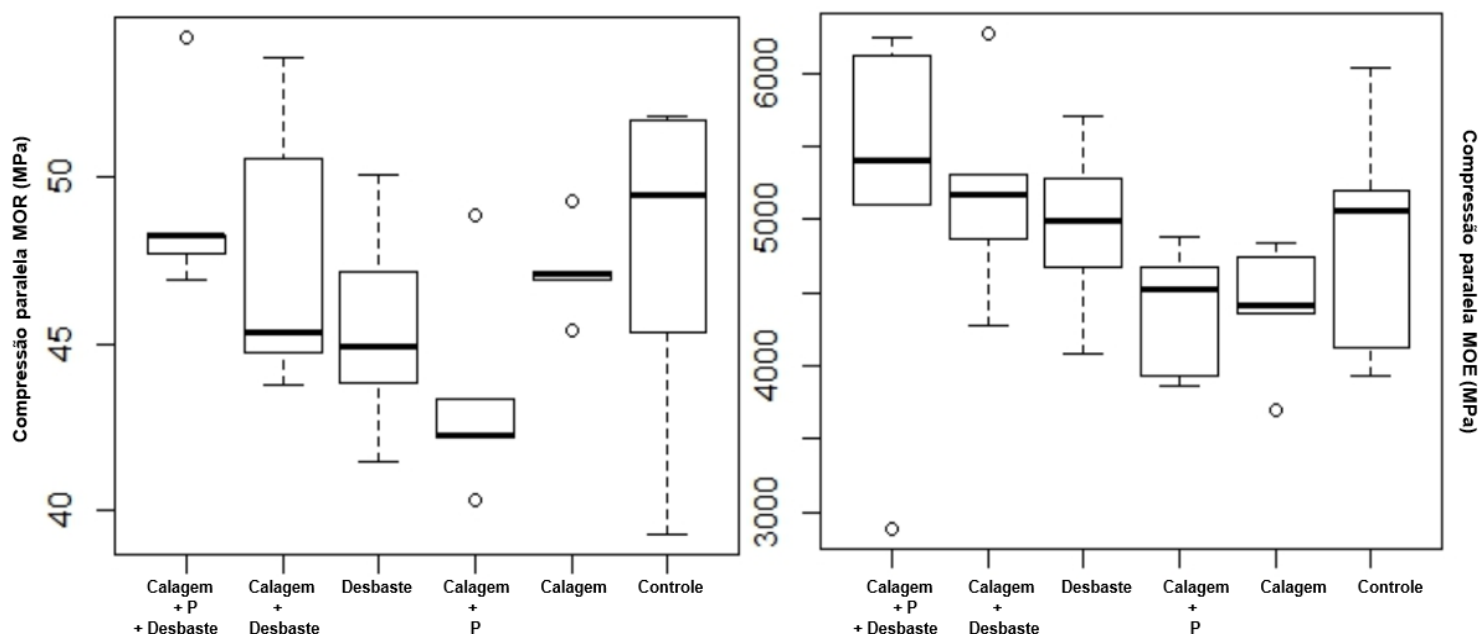 Compressão paralela MOR (MPa)
50
45
40
Calagem
+ P
+ Desbaste
Calagem
+
Desbaste
Desbaste
Calagem
+
P
Calagem
Controle
6000
5000
4000
3000
Compressão paralela MOE (MPa)
Calagem
+ P
+ Desbaste
Calagem
+
Desbaste
Desbaste
Calagem
+
P
Calagem
Controle